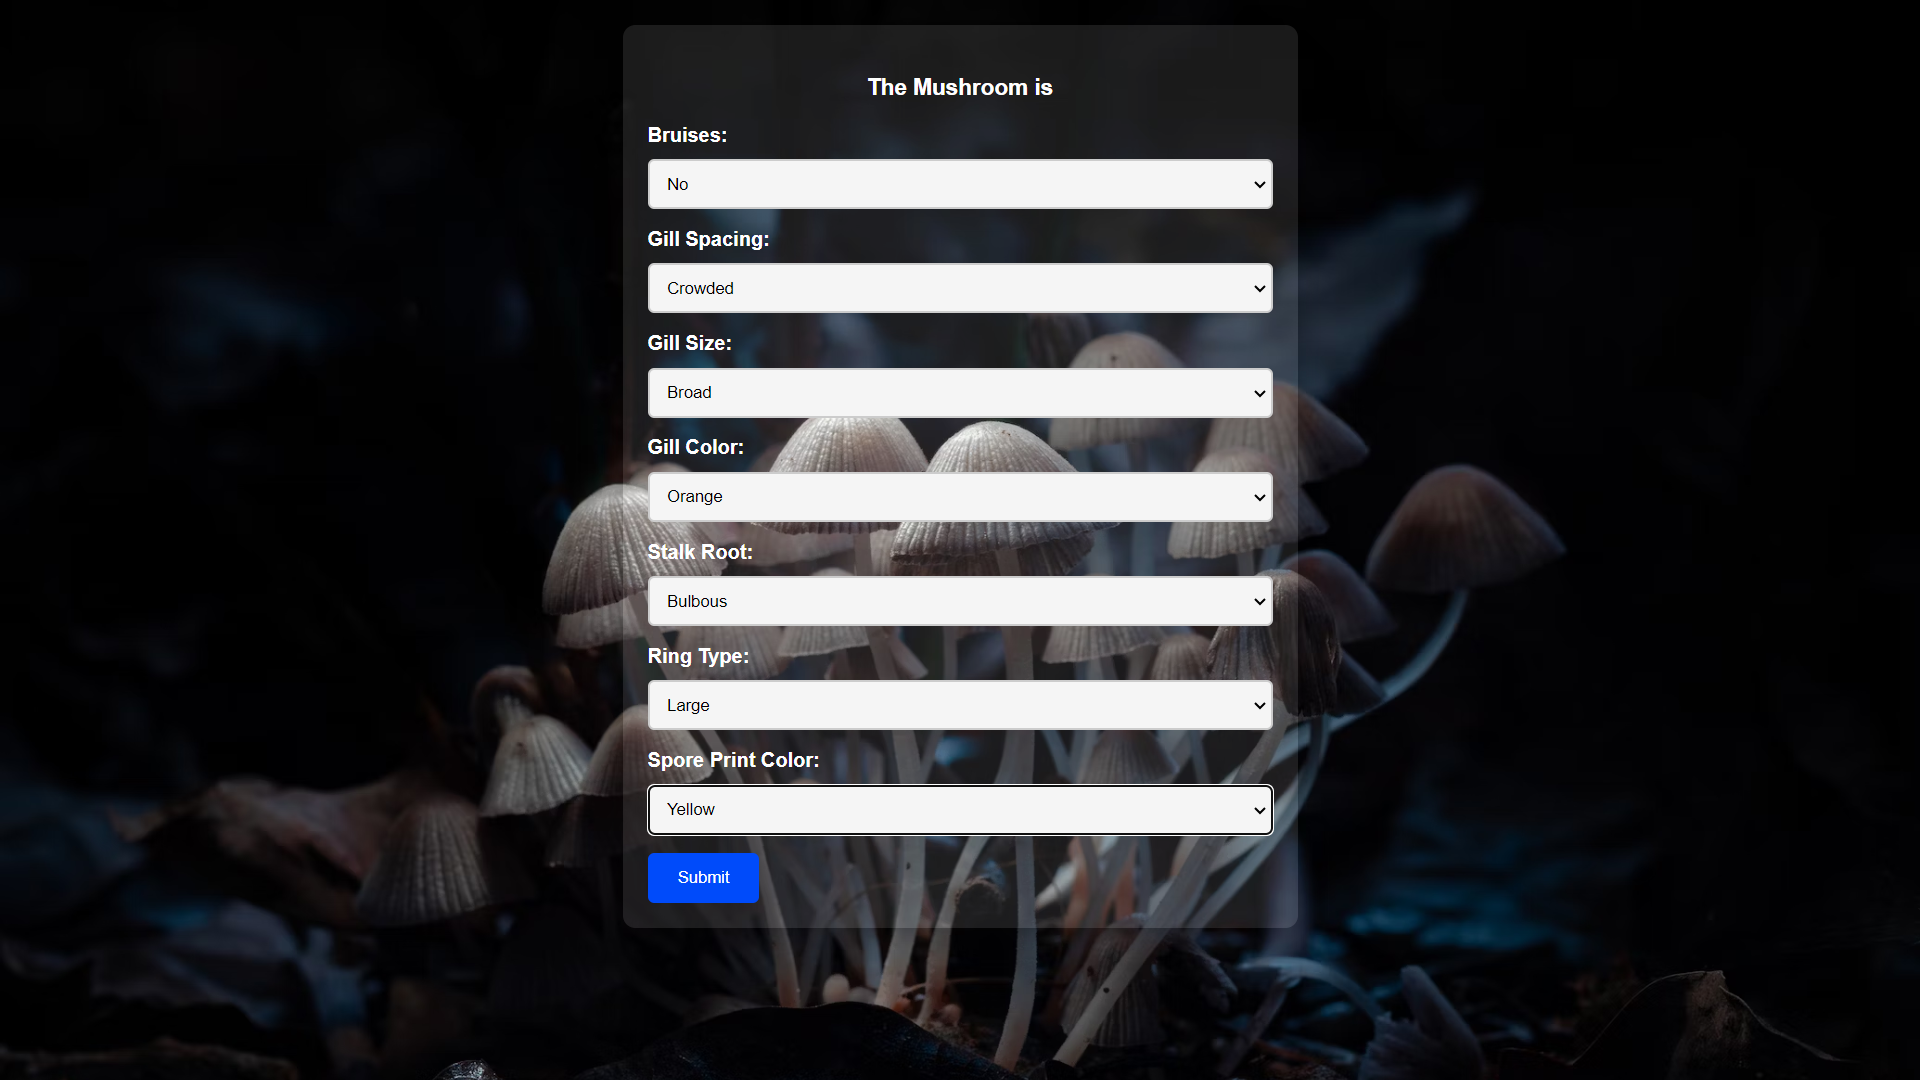 The Mushroom is
Bruises:
No
Gill Spacing:
Crowded
Gill Size:
Broad
Gill Color:
Orange
Stalk Root:
Bulbous
Ring Type:
Large
Spore Print Color:
Yellow
Submit